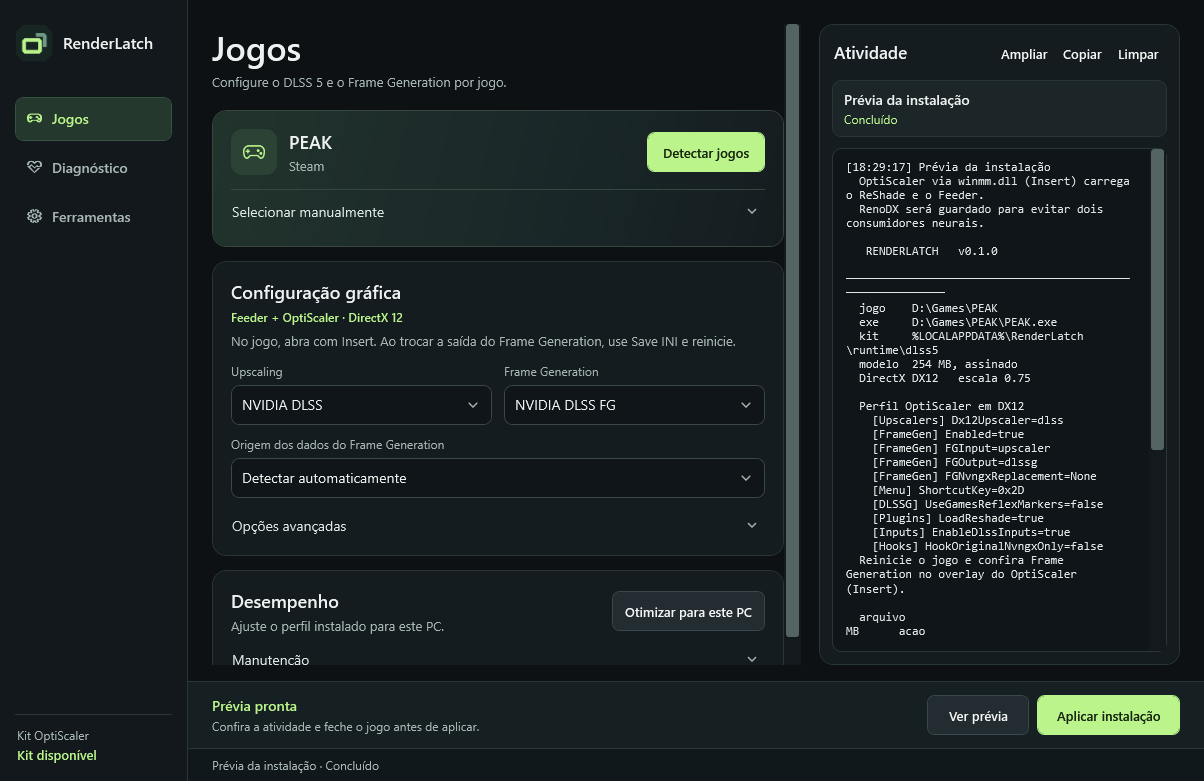 RenderLatch
Jogos
Diagnóstico
Ferramentas
Kit OptiScaler
Kit disponível
Jogos
Configure o DLSS 5 e o Frame Generation por jogo.
PEAK
Steam
Detectar jogos
Selecionar manualmente
Configuração gráfica
Feeder + OptiScaler · DirectX 12
No jogo, abra com Insert. Ao trocar a saída do Frame Generation, use Save INI e reinicie.
Upscaling
Frame Generation
NVIDIA DLSS
NVIDIA DLSS FG
Origem dos dados do Frame Generation
Detectar automaticamente
Opções avançadas
Desempenho
Ajuste o perfil instalado para este PC.
Otimizar para este PC
Manutenção
Atividade
Ampliar
Copiar
Limpar
Prévia da instalação
Concluído
[18:29:17] Prévia da instalação
OptiScaler via winmm.dll (Insert) carrega
o ReShade e o Feeder.
RenoDX será guardado para evitar dois
consumidores neurais.
RENDERLATCH v0.1.0
jogo D:\Games\PEAK
exe D:\Games\PEAK\PEAK.exe
kit %LOCALAPPDATA%\RenderLatch
\runtime\dlss5
modelo 254 MB, assinado
DirectX DX12 escala 0.75
Perfil OptiScaler em DX12
[Upscalers] Dx12Upscaler=dlss
[FrameGen] Enabled=true
[FrameGen] FGInput=upscaler
[FrameGen] FGOutput=dlssg
[FrameGen] FGNvngxReplacement=None
[Menu] ShortcutKey=0x2D
[DLSSG] UseGamesReflexMarkers=false
[Plugins] LoadReshade=true
[Inputs] EnableDlssInputs=true
[Hooks] HookOriginalNvngxOnly=false
Reinicie o jogo e confira Frame
Generation no overlay do OptiScaler
(Insert).
arquivo
MB acao
Prévia pronta
Confira a atividade e feche o jogo antes de aplicar.
Ver prévia
Aplicar instalação
Prévia da instalação · Concluído